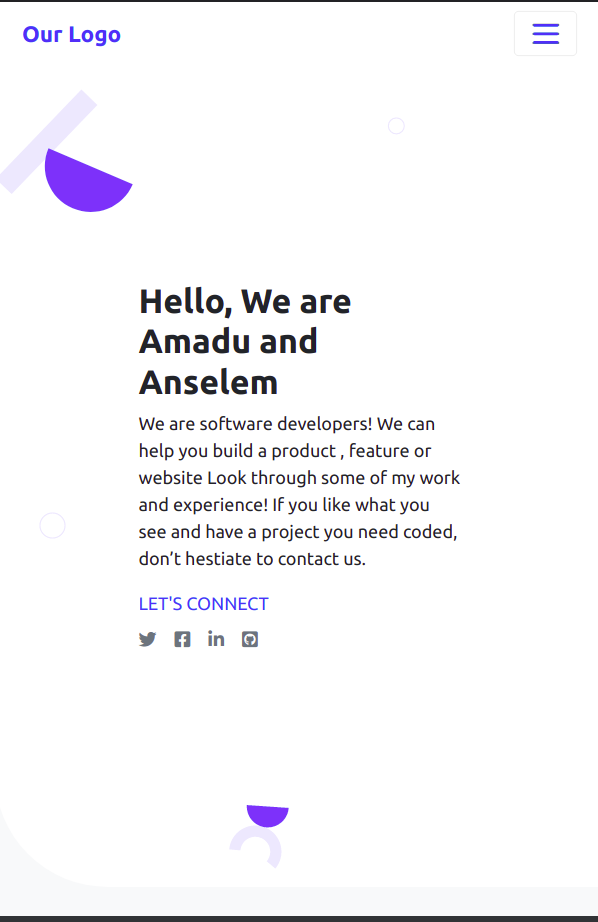 Our Logo
Hello, We are
Amadu and
Anselem
We are software developers! We can
help you build a product , feature or
website Look through some of my work
and experience! If you like what you
see and have a project you need coded,
don’t hestiate to contact us.
LET'S CONNECT